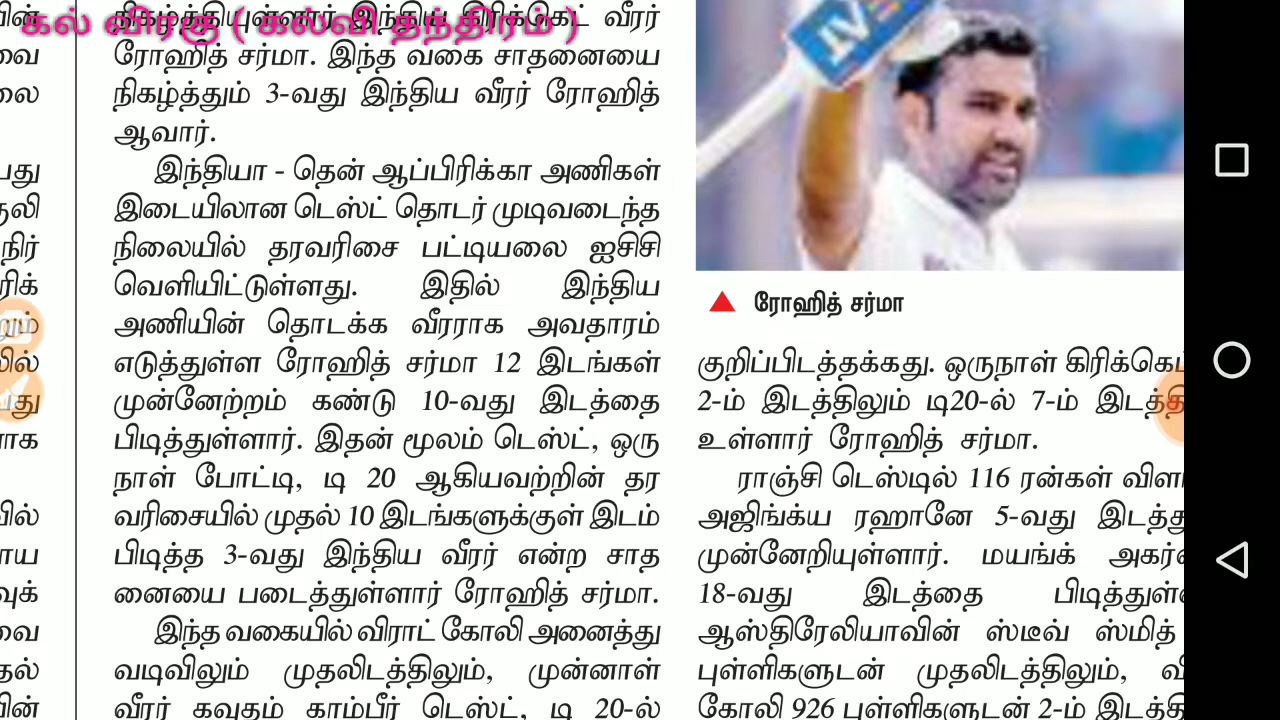 கல் விரகு ( கல்வி தந்திரம் )
நிகழ்த்தியுள்ளார் இந்திய கிரிக்கெட் வீரர்
ரோஹித் சர்மா. இந்த வகை சாதனையை
நிகழ்த்தும் 3-வது இந்திய வீரர் ரோஹித்
ஆவார்.
இந்தியா - தென் ஆப்பிரிக்கா அணிகள்
இடையிலான டெஸ்ட் தொடர் முடிவடைந்த
நிலையில் தரவரிசை பட்டியலை ஐசிசி
வெளியிட்டுள்ளது. இதில் இந்திய
அணியின் தொடக்க வீரராக அவதாரம்
எடுத்துள்ள ரோஹித் சர்மா 12 இடங்கள்
முன்னேற்றம் கண்டு 10-வது இடத்தை
பிடித்துள்ளார். இதன் மூலம் டெஸ்ட், ஒரு
நாள் போட்டி, டி 20 ஆகியவற்றின் தர
வரிசையில் முதல் 10 இடங்களுக்குள் இடம்
பிடித்த 3-வது இந்திய வீரர் என்ற சாத
னையை படைத்துள்ளார் ரோஹித் சர்மா.
இந்த வகையில் விராட் கோலி அனைத்து
வடிவிலும் முதலிடத்திலும், முன்னாள்
வீரர் கவுதம் காம்பீர் டெஸ்ட், டி 20-ல்
ரோஹித் சர்மா
குறிப்பிடத்தக்கது. ஒருநாள்
2-ம் இடத்திலும் டி20-ல் 7-ம்
உள்ளார் ரோஹித் சர்மா.
ராஞ்சி டெஸ்டில் 116 ரன்கள்
அஜிங்க்ய ரஹானே 5-வது
முன்னேறியுள்ளார். மயங்க்
18-வது இடத்தை
ஆஸ்திரேலியாவின் ஸ்டீவ் ஸ்மித்
புள்ளிகளுடன் முதலிடத்திலும்,
கோலி 926 புள்ளிகளுடன் 2-ம்